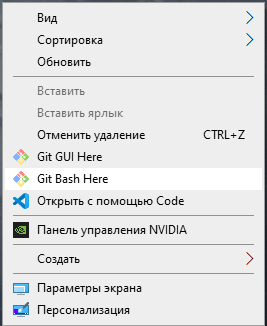 Вид
Сортировка
Обновить
Вставить
Вставить ярлык
Отменить удаление CTRL+Z
Git GUI Here
Git Bash Here
Открыть с помощью Code
Панель управления NVIDIA
Создать
Параметры экрана
Персонализация